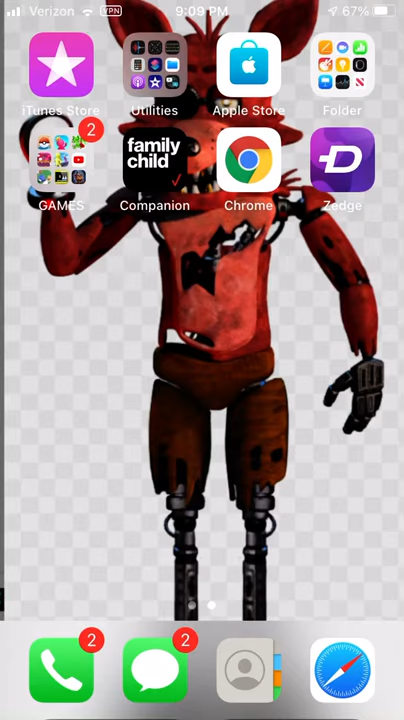 Verizon VPN 9:09 PM 67%
iTunes Store Utilities Apple Store Folder
2
family
child
GAMES Companion Chrome Zedge
2 2